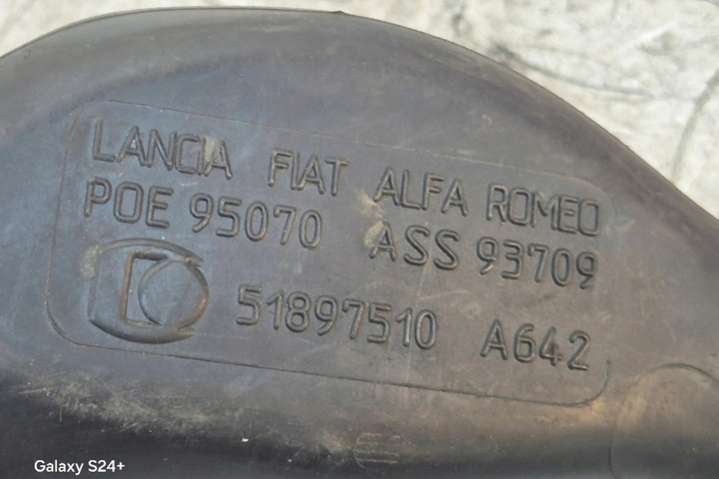 LANCIA FIAT ALFA ROMEO
POE 95070 ASS 93709
51897510 A642
Galaxy S24+